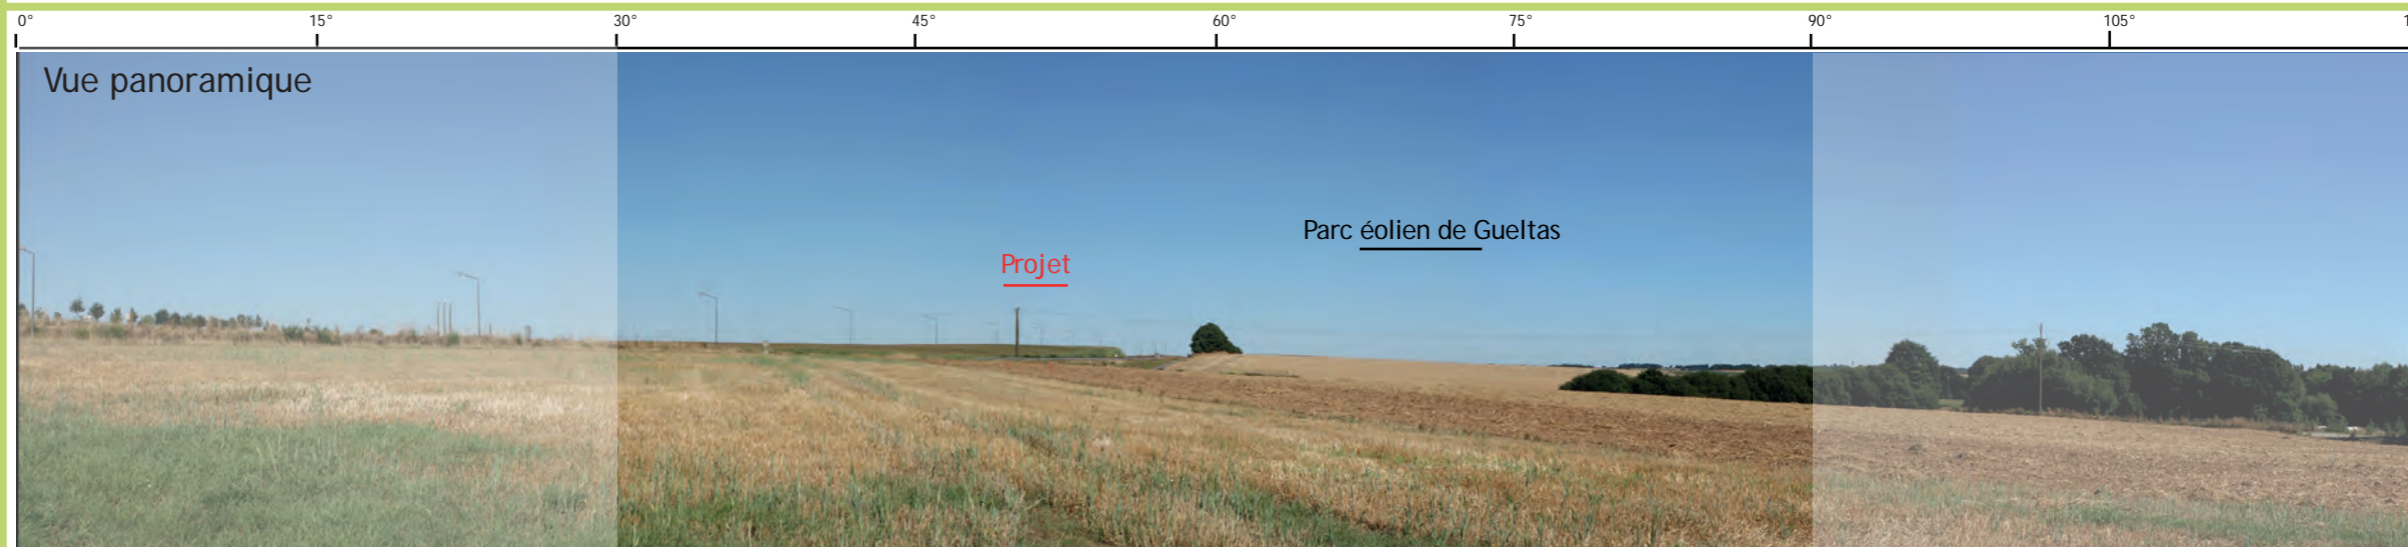 0° 15° 30° 45° 60° 75° 90° 105°
Vue panoramique
Parc éolien de Gueltas
Projet